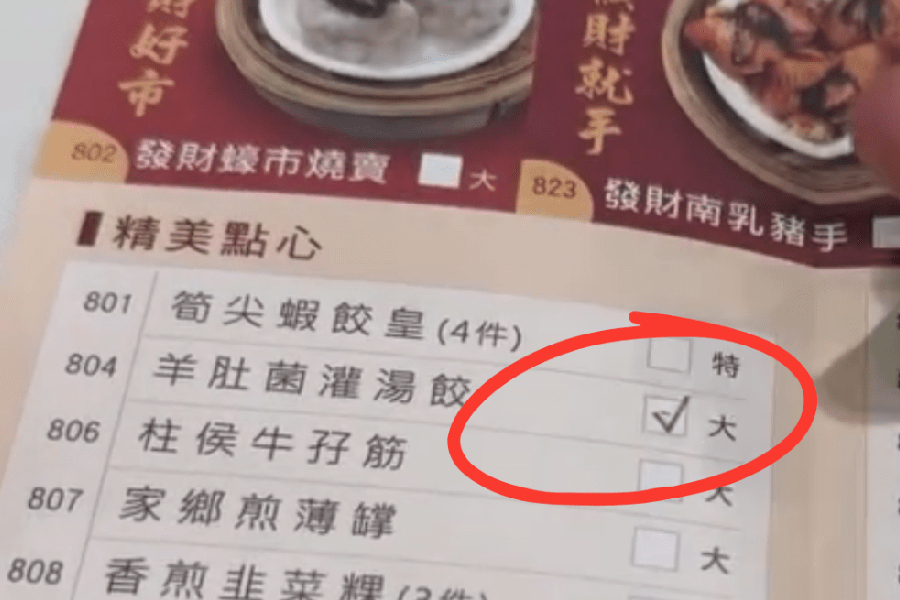 好市
財就手
802 發財蠔市燒賣 大
823 發財南乳豬手
精美點心
801 筍尖蝦餃皇(4件) 特
804 羊肚菌灌湯餃 大
806 柱侯牛孖筋 大
807 家鄉煎薄罉 大
808 香煎韭菜粿